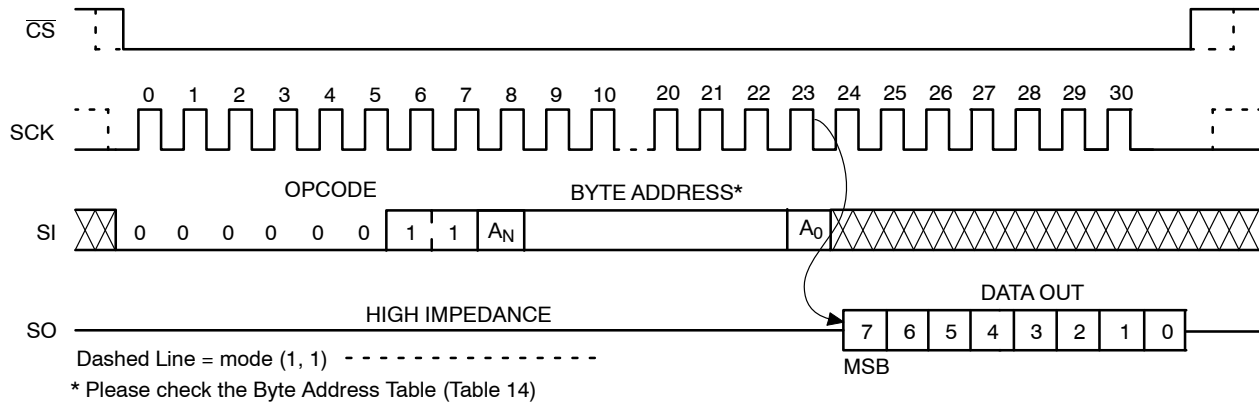 CS
0 1 2 3 4 5 6 7 8 9 10 20 21 22 23 24 25 26 27 28 29 30
SCK
OPCODE BYTE ADDRESS*
SI 0 0 0 0 0 0 1 1 AN A0
DATA OUT
HIGH IMPEDANCE
SO 7 6 5 4 3 2 1 0
Dashed Line = mode (1, 1) - - - - - - - - - - - - - - - - - -
MSB
* Please check the Byte Address Table (Table 14)